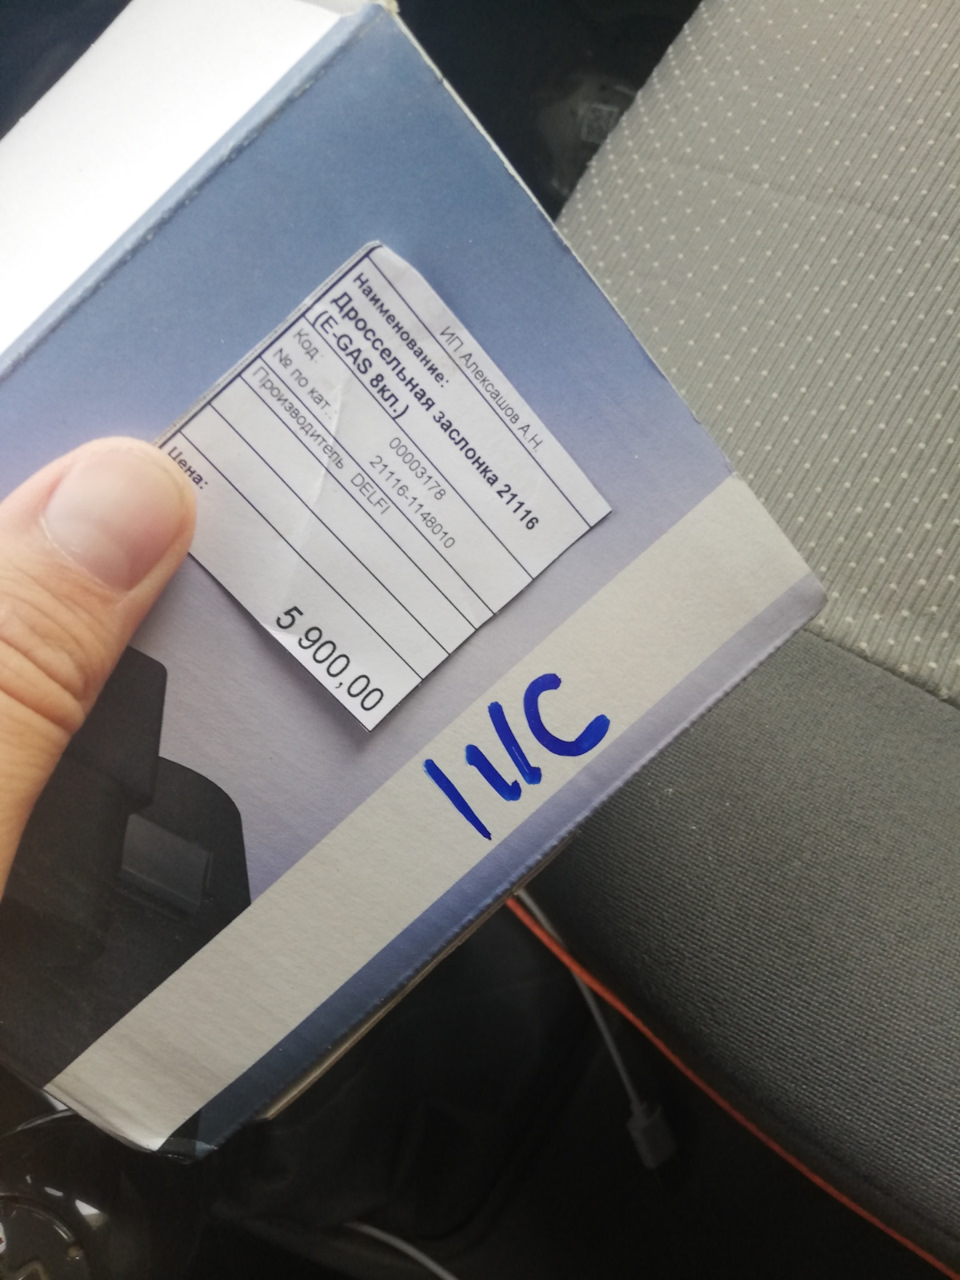 ИП Алексашов А.Н.
Наименование:
Дроссельная заслонка 21116
(E-GAS 8кл.)
Код: 00003178
№ по кат.: 21116-1148010
Производитель DELFI
Цена:
5 900,00